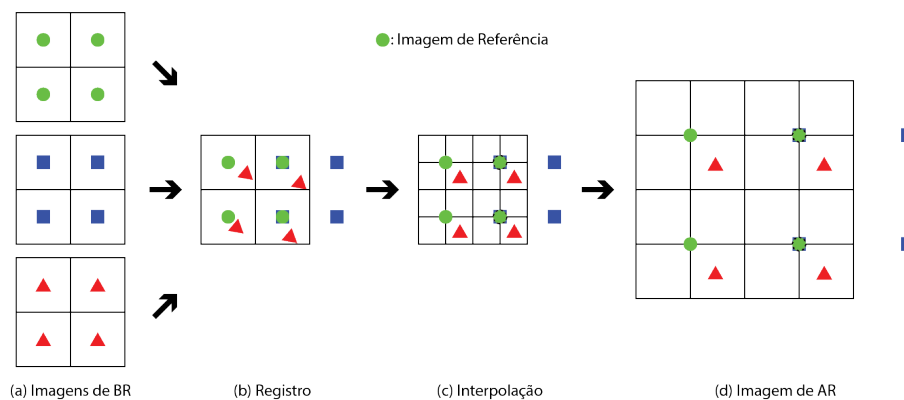 : Imagem de Referência
(a) Imagens de BR
(b) Registro
(c) Interpolação
(d) Imagem de AR